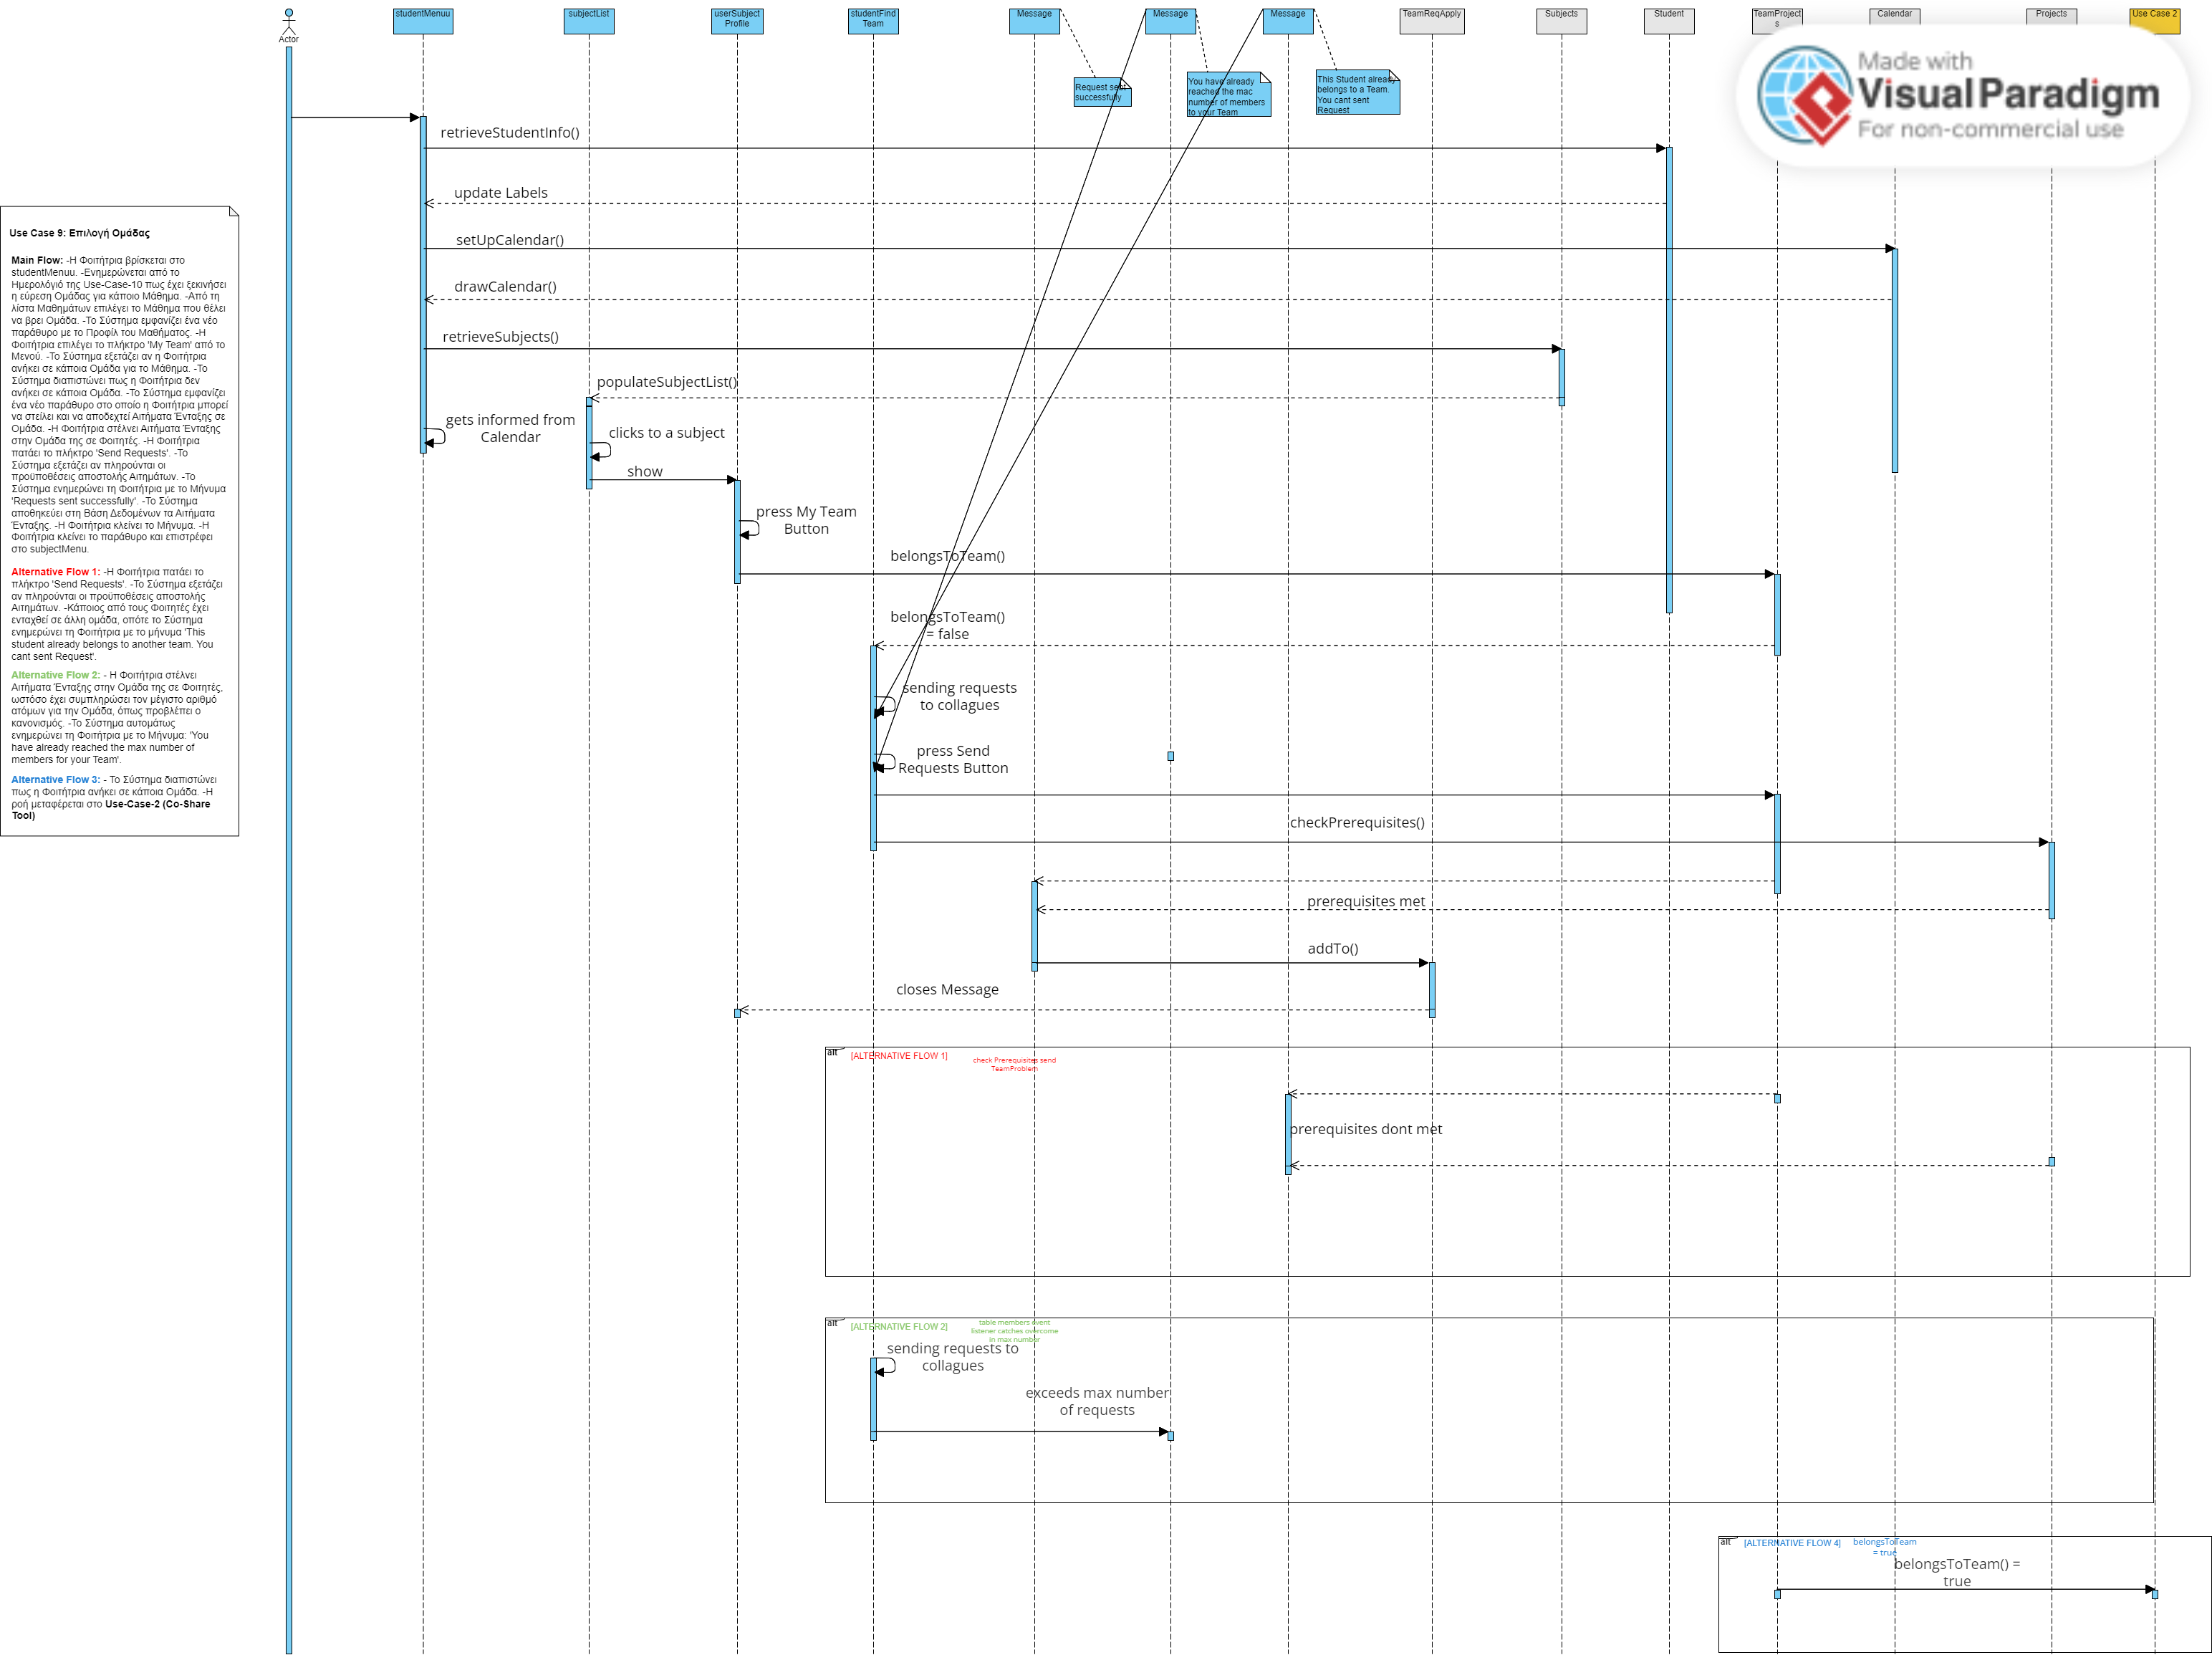 Actor
studentMenuu
subjectList
userSubject
Profile
studentFind
Team
Message
Message
Message
TeamReqApply
Subjects
Student
TeamProject
s
Calendar
Projects
Use Case 2
Request sent
successfully
You have already
reached the mac
number of members
to your Team
This Student already
belongs to a Team.
You cant sent
Request
Made with
Visual Paradigm
For non-commercial use
Use Case 9: Επιλογή Ομάδας
Main Flow: -Η Φοιτήτρια βρίσκεται στο
studentMenuu. -Ενημερώνεται από το
Ημερολόγιό της Use-Case-10 πως έχει ξεκινήσει
η εύρεση Ομάδας για κάποιο Μάθημα. -Από τη
λίστα Μαθημάτων επιλέγει το Μάθημα που θέλει
να βρει Ομάδα. -Το Σύστημα εμφανίζει ένα νέο
παράθυρο με το Προφίλ του Μαθήματος. -Η
Φοιτήτρια επιλέγει το πλήκτρο 'My Team' από το
Μενού. -Το Σύστημα εξετάζει αν η Φοιτήτρια
ανήκει σε κάποια Ομάδα για το Μάθημα. -Το
Σύστημα διαπιστώνει πως η Φοιτήτρια δεν
ανήκει σε κάποια Ομάδα. -Το Σύστημα εμφανίζει
ένα νέο παράθυρο στο οποίο η Φοιτήτρια μπορεί
να στείλει και να αποδεχτεί Αιτήματα Ένταξης σε
Ομάδα. -Η Φοιτήτρια στέλνει Αιτήματα Ένταξης
στην Ομάδα της σε Φοιτητές. -Η Φοιτήτρια
πατάει το πλήκτρο 'Send Requests'. -Το
Σύστημα εξετάζει αν πληρούνται οι
προϋποθέσεις αποστολής Αιτημάτων. -Το
Σύστημα ενημερώνει τη Φοιτήτρια με το Μήνυμα
'Requests sent successfully'. -Το Σύστημα
αποθηκεύει στη Βάση Δεδομένων τα Αιτήματα
Ένταξης. -Η Φοιτήτρια κλείνει το Μήνυμα. -Η
Φοιτήτρια κλείνει το παράθυρο και επιστρέφει
στο subjectMenu.
Alternative Flow 1: -Η Φοιτήτρια πατάει το
πλήκτρο 'Send Requests'. -Το Σύστημα εξετάζει
αν πληρούνται οι προϋποθέσεις αποστολής
Αιτημάτων. -Κάποιος από τους Φοιτητές έχει
ενταχθεί σε άλλη ομάδα, οπότε το Σύστημα
ενημερώνει τη Φοιτήτρια με το μήνυμα 'This
student already belongs to another team. You
cant sent Request'.
Alternative Flow 2: - Η Φοιτήτρια στέλνει
Αιτήματα Ένταξης στην Ομάδα της σε Φοιτητές,
ωστόσο έχει συμπληρώσει τον μέγιστο αριθμό
ατόμων για την Ομάδα, όπως προβλέπει ο
κανονισμός. -Το Σύστημα αυτομάτως
ενημερώνει τη Φοιτήτρια με το Μήνυμα: 'You
have already reached the max number of
members for your Team'.
Alternative Flow 3: - Το Σύστημα διαπιστώνει
πως η Φοιτήτρια ανήκει σε κάποια Ομάδα. -Η
ροή μεταφέρεται στο Use-Case-2 (Co-Share
Tool)
retrieveStudentInfo()
update Labels
setUpCalendar()
drawCalendar()
retrieveSubjects()
populateSubjectList()
gets informed from
Calendar
clicks to a subject
show
press My Team
Button
belongsToTeam()
belongsToTeam()
= false
sending requests
to collagues
press Send
Requests Button
checkPrerequisites()
prerequisites met
addTo()
closes Message
alt
[ALTERNATIVE FLOW 1]
check Prerequisites send
TeamProblem
prerequisites dont met
alt
[ALTERNATIVE FLOW 2]
table members event
listener catches overcome
in max number
sending requests to
collagues
exceeds max number
of requests
alt
[ALTERNATIVE FLOW 4]
belongsToTeam
= true
belongsToTeam() =
true